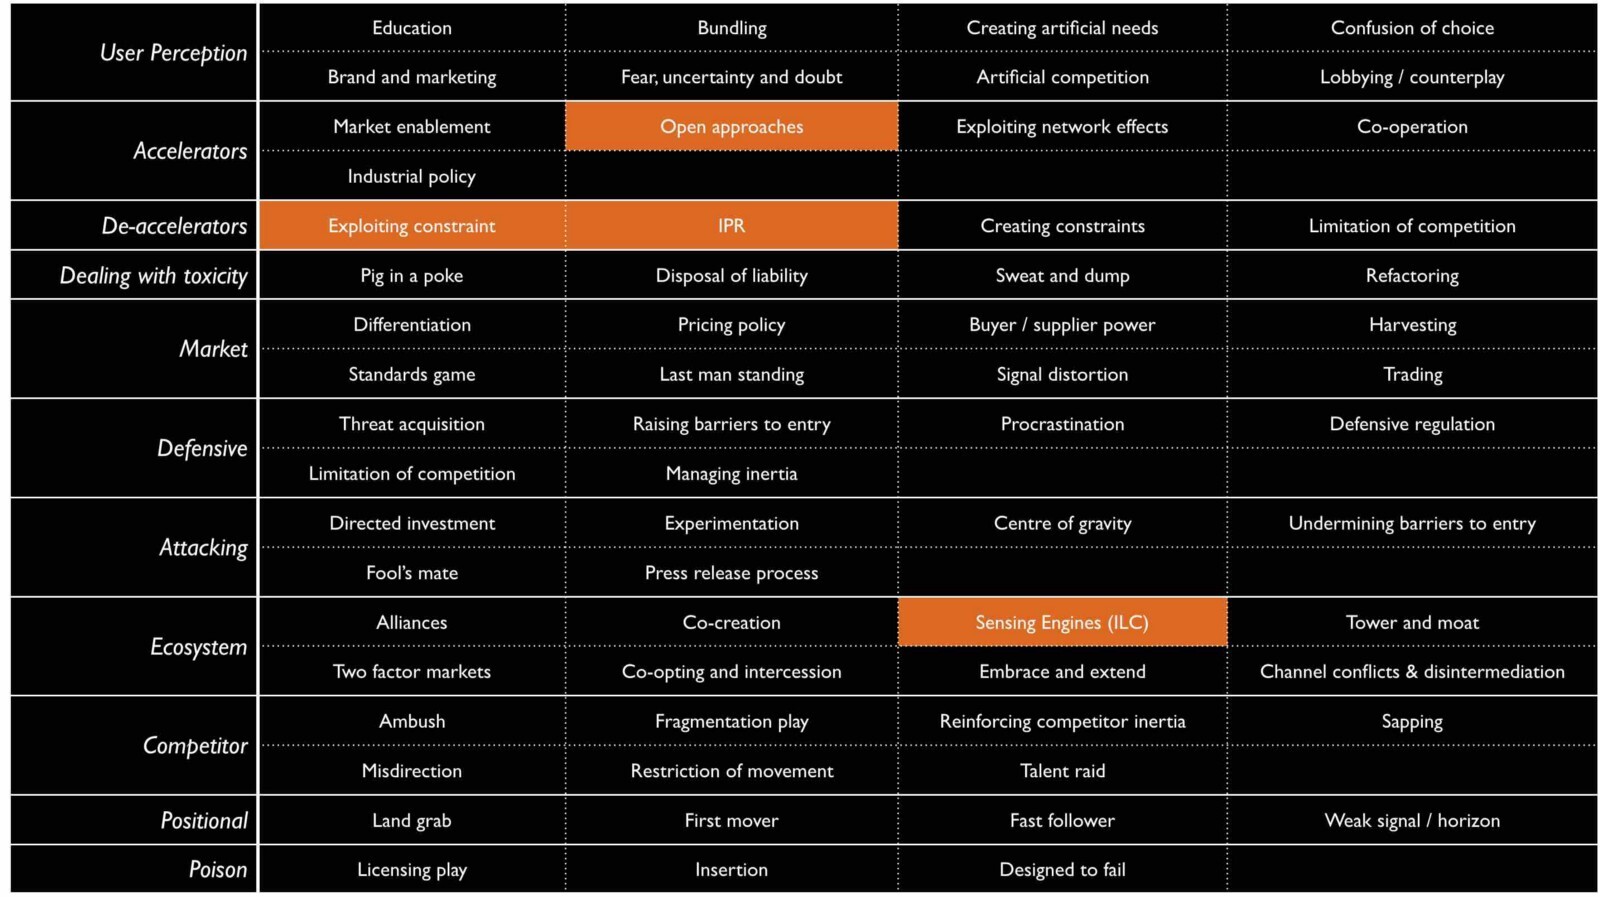 User Perception
Education Bundling Creating artificial needs Confusion of choice
Brand and marketing Fear, uncertainty and doubt Artificial competition Lobbying / counterplay
Accelerators
Market enablement Open approaches Exploiting network effects Co-operation
Industrial policy
De-accelerators Exploiting constraint IPR Creating constraints Limitation of competition
Dealing with toxicity Pig in a poke Disposal of liability Sweat and dump Refactoring
Market
Differentiation Pricing policy Buyer / supplier power Harvesting
Standards game Last man standing Signal distortion Trading
Defensive
Threat acquisition Raising barriers to entry Procrastination Defensive regulation
Limitation of competition Managing inertia
Attacking
Directed investment Experimentation Centre of gravity Undermining barriers to entry
Fool's mate Press release process
Ecosystem
Alliances Co-creation Sensing Engines (ILC) Tower and moat
Two factor markets Co-opting and intercession Embrace and extend Channel conflicts & disintermediation
Competitor
Ambush Fragmentation play Reinforcing competitor inertia Sapping
Misdirection Restriction of movement Talent raid
Positional Land grab First mover Fast follower Weak signal / horizon
Poison Licensing play Insertion Designed to fail